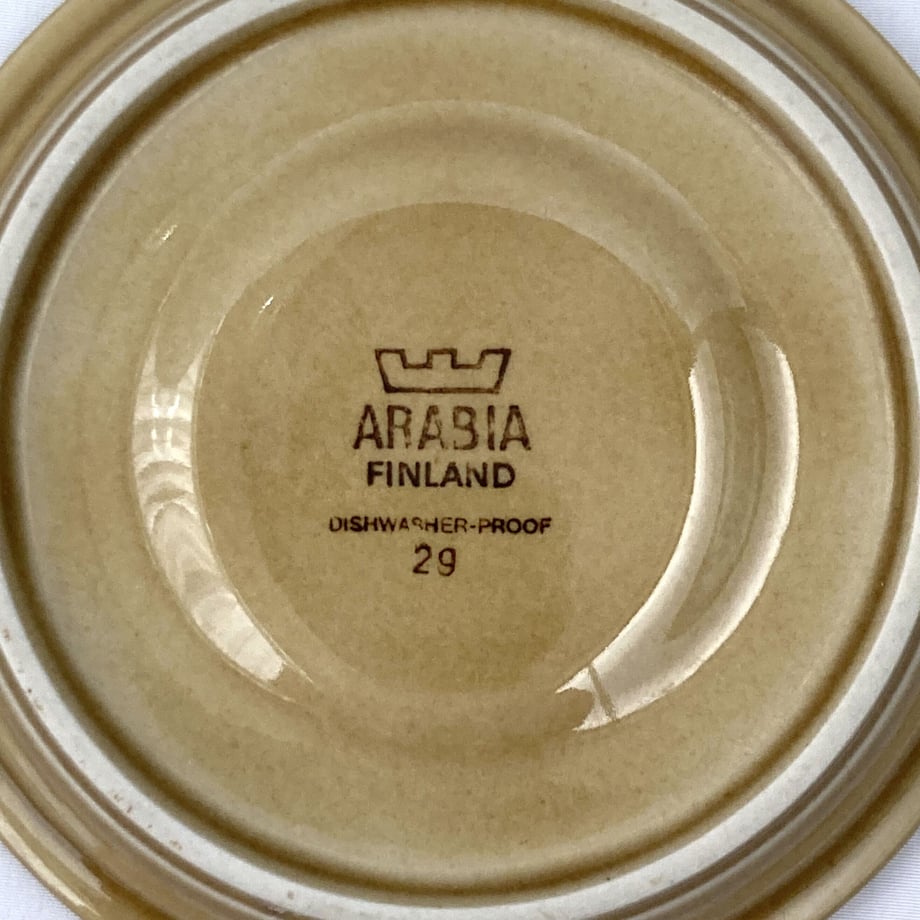 ARABIA
FINLAND
DISHWASHER-PROOF
29